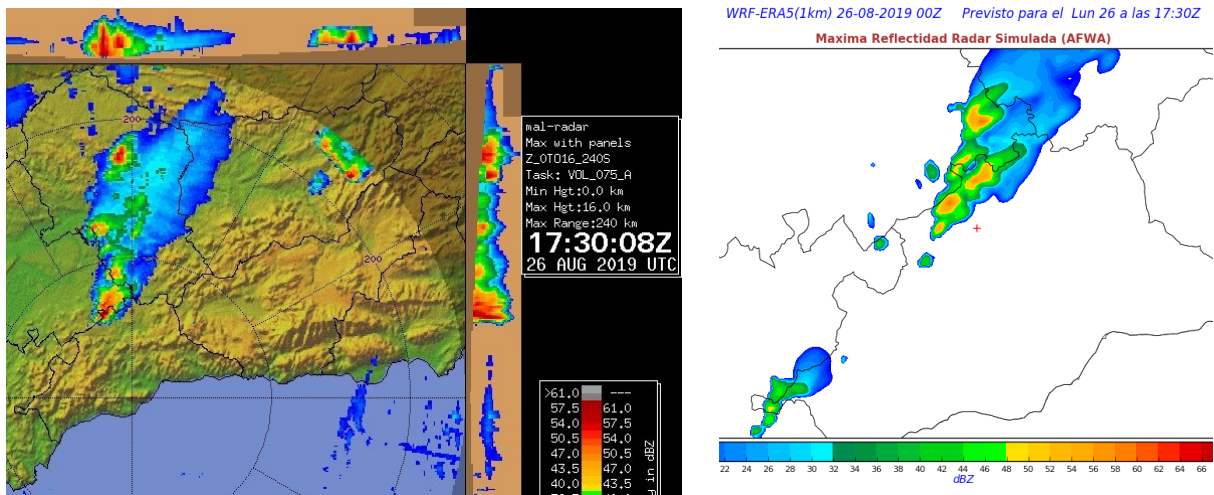 200
200
mal-radar
Max with panels
Z_OTO16_240S
Task: VOL_075_A
Min Hgt:0.0 km
Max Hgt:16.0 km
Max Range:240 km
17:30:08Z
26 AUG 2019 UTC
>61.0 ---
57.5 61.0
54.0 57.5
50.5 54.0
47.0 50.5
43.5 47.0
40.0 43.5
in dBZ
WRF-ERA5(1km) 26-08-2019 00Z Previsto para el Lun 26 a las 17:30Z
Maxima Reflectidad Radar Simulada (AFWA)
22 24 26 28 30 32 34 36 38 40 42 44 46 48 50 52 54 56 58 60 62 64 66
dBZ